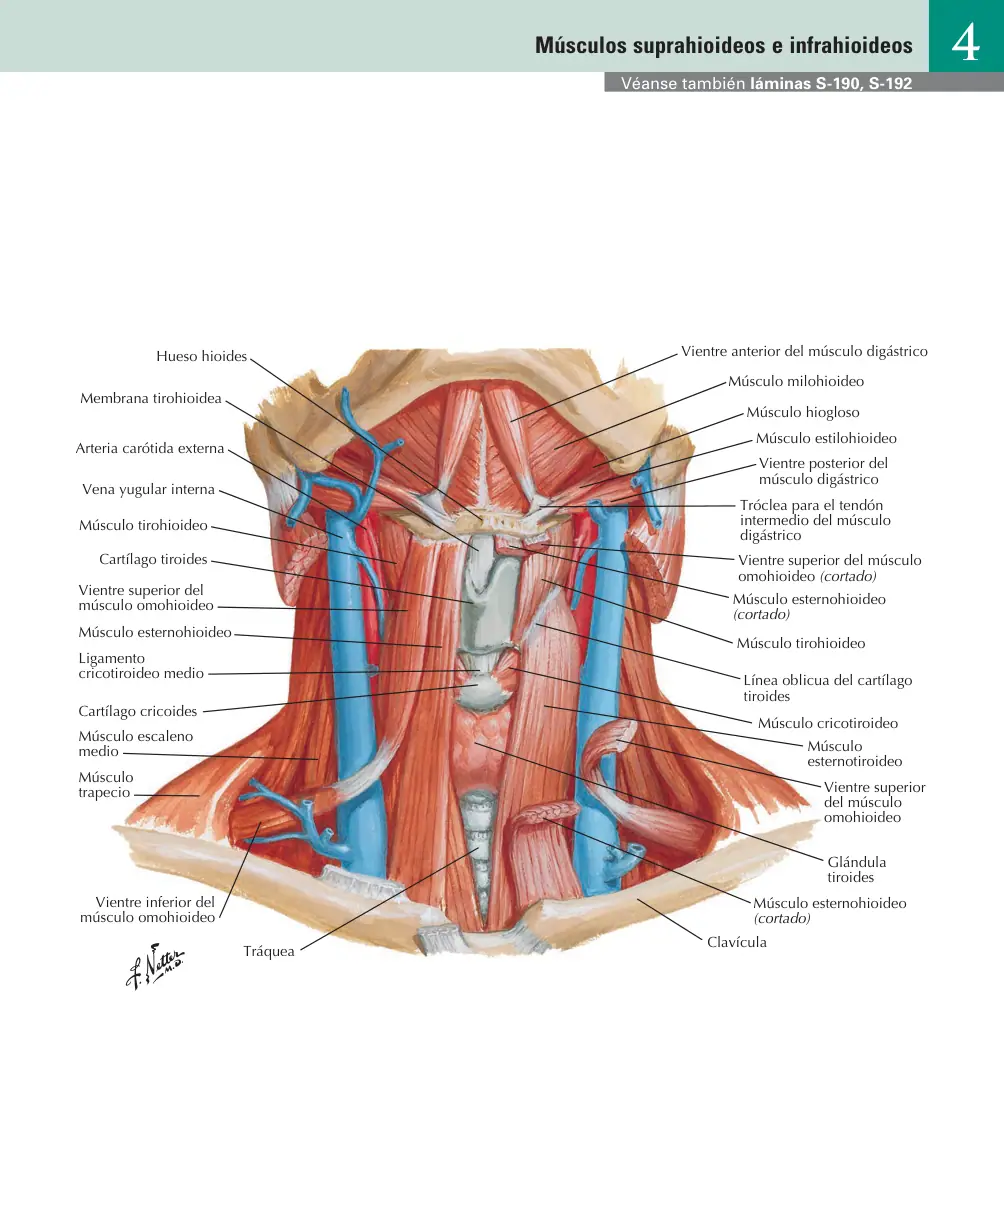 Músculos suprahioideos e infrahioideos
4
Véanse también láminas S-190, S-192
Hueso hioides
Membrana tirohioidea
Arteria carótida externa
Vena yugular interna
Músculo tirohioideo
Cartílago tiroides
Vientre superior del
músculo omohioideo
Músculo esternohioideo
Ligamento
cricotiroideo medio
Cartílago cricoides
Músculo escaleno
medio
Músculo
trapecio
Vientre inferior del
músculo omohioideo
Tráquea
Vientre anterior del músculo digástrico
Músculo milohioideo
Músculo hiogloso
Músculo estilohioideo
Vientre posterior del
músculo digástrico
Tróclea para el tendón
intermedio del músculo
digástrico
Vientre superior del músculo
omohioideo (cortado)
Músculo esternohioideo
(cortado)
Músculo tirohioideo
Línea oblicua del cartílago
tiroides
Músculo cricotiroideo
Músculo
esternotiroideo
Vientre superior
del músculo
omohioideo
Glándula
tiroides
Músculo esternohioideo
(cortado)
Clavícula
F. Netter
M.D.